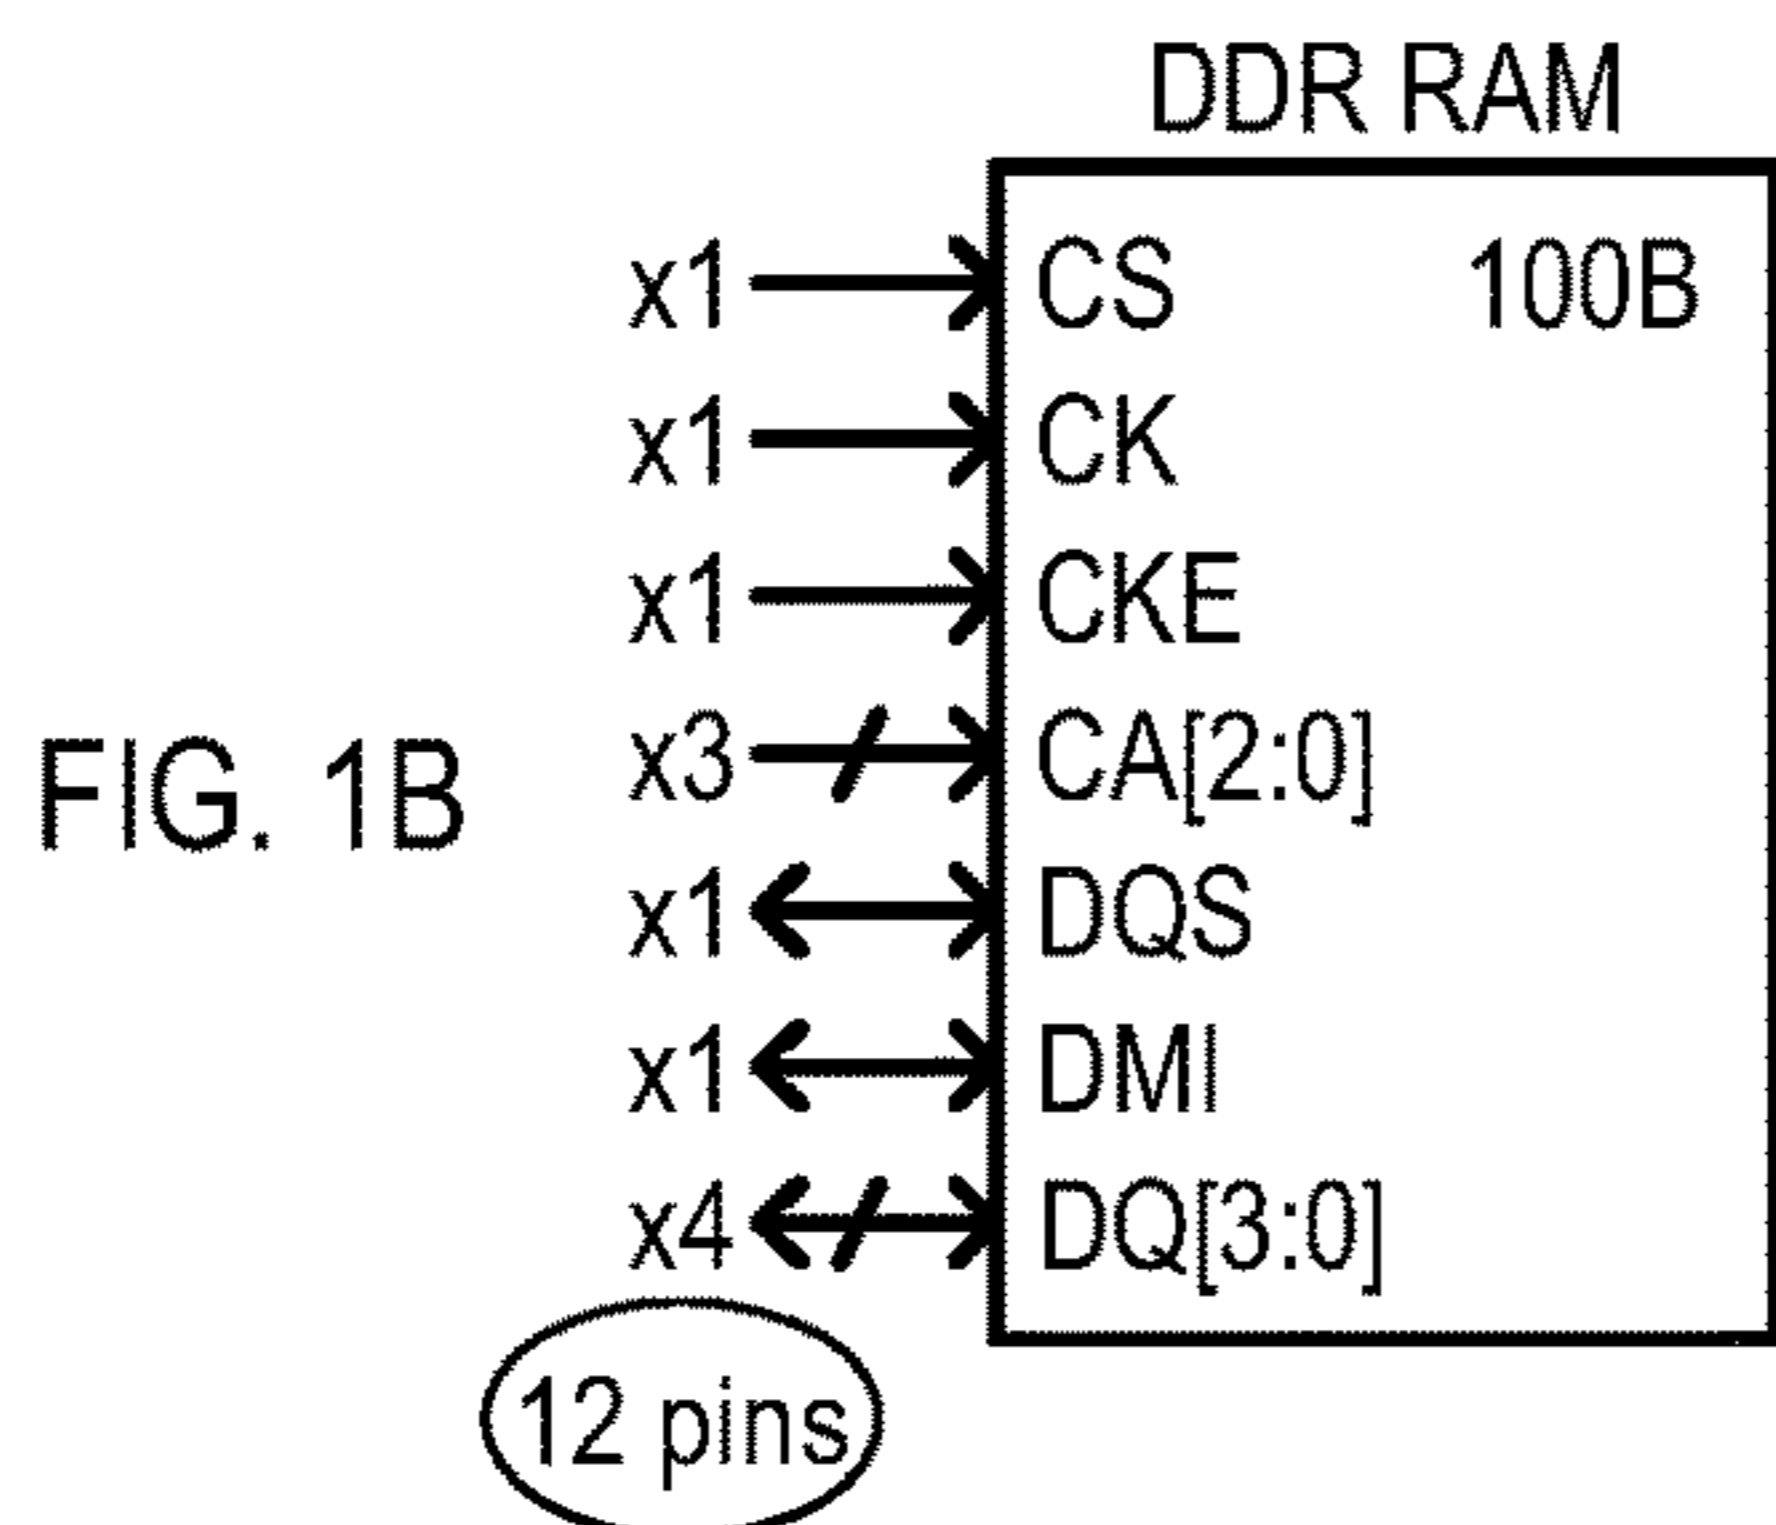 DDR RAM
x1 CS 100B
x1 CK
x1 CKE
x3 CA[2:0]
FIG. 1B
x1 DQS
x1 DMI
x4 DQ[3:0]
12 pins